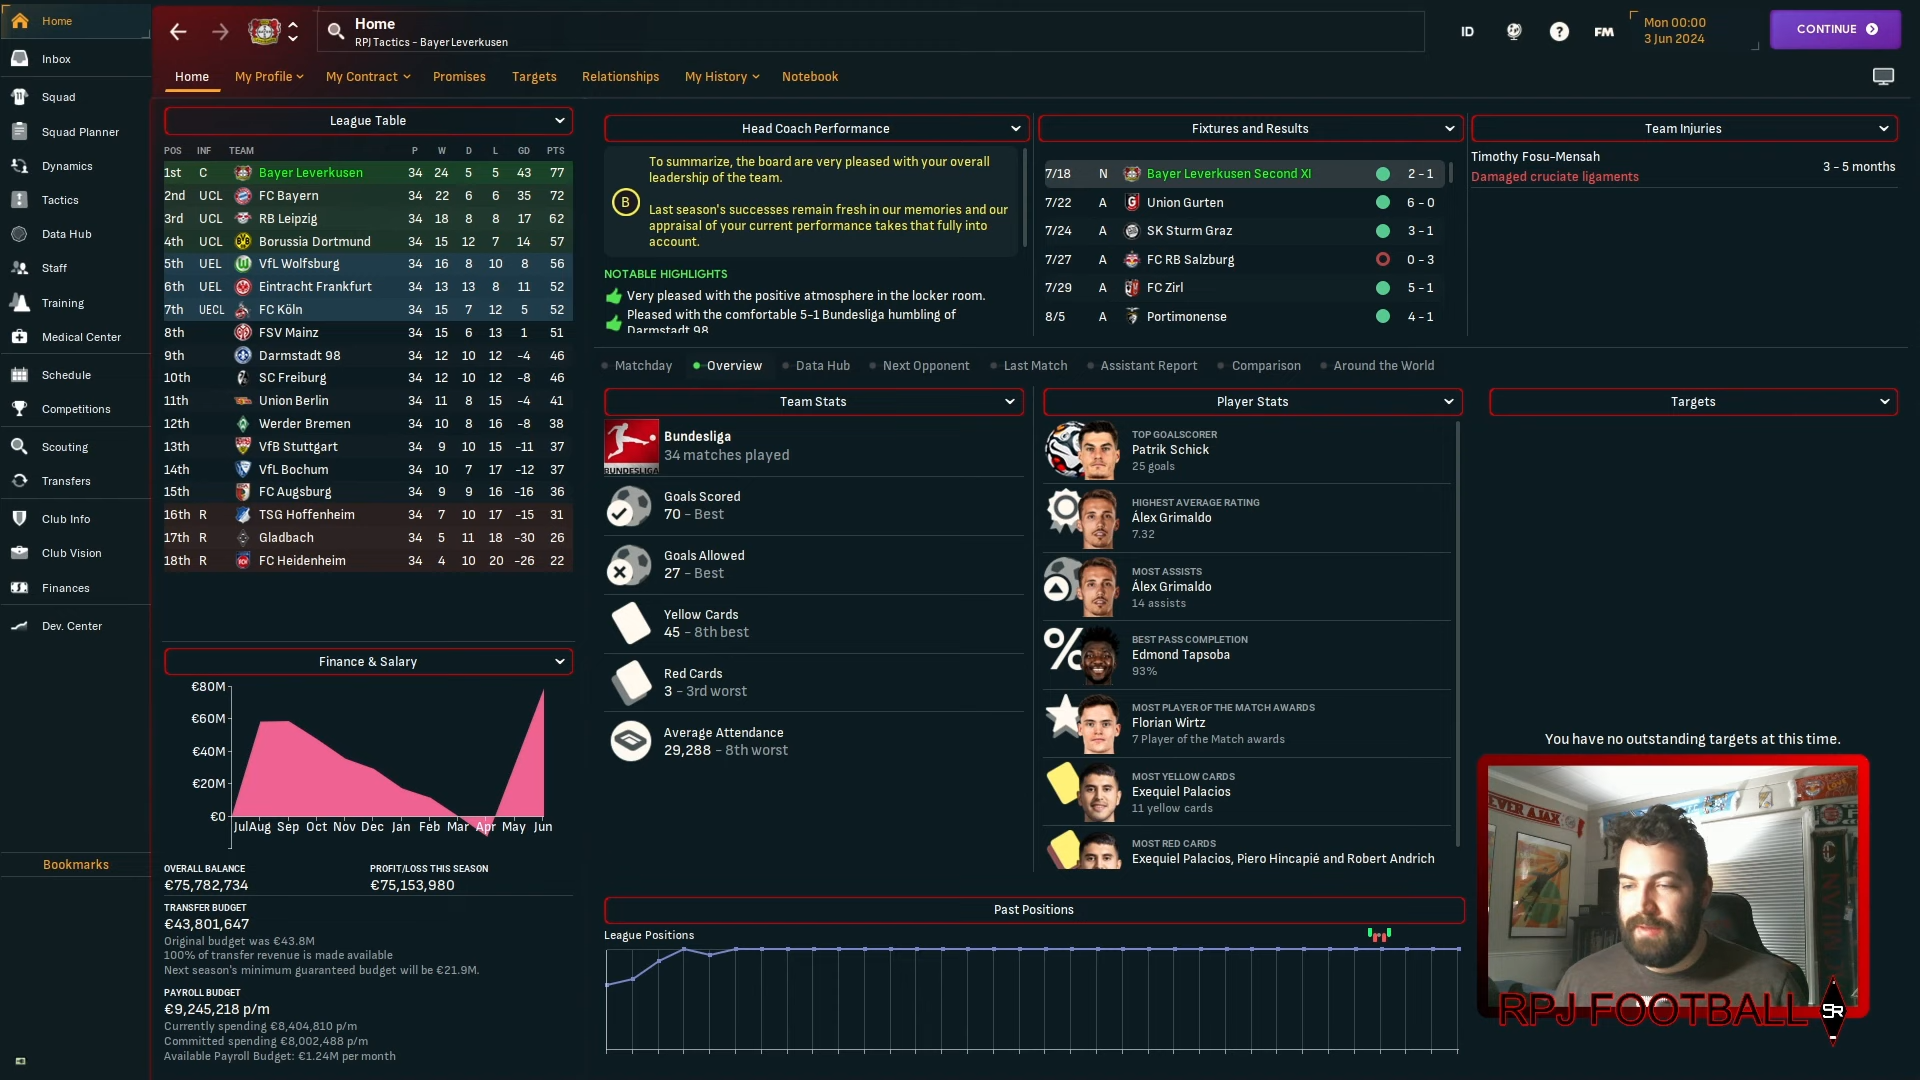 Home
Inbox
Squad
Squad Planner
Dynamics
Tactics
Data Hub
Staff
Training
Medical Center
Schedule
Competitions
Scouting
Transfers
Club Info
Club Vision
Finances
Dev. Center
Bookmarks
Home
RPJ Tactics - Bayer Leverkusen
ID
?
FM
Mon 00:00
3 Jun 2024
CONTINUE
Home My Profile My Contract Promises Targets Relationships My History Notebook
League Table
POS INF TEAM P W D L GD PTS
1st C Bayer Leverkusen 34 24 5 5 43 77
2nd UCL FC Bayern 34 22 6 6 35 72
3rd UCL RB Leipzig 34 18 8 8 17 62
4th UCL Borussia Dortmund 34 15 12 7 14 57
5th UEL VfL Wolfsburg 34 16 8 10 8 56
6th UEL Eintracht Frankfurt 34 13 13 8 11 52
7th UECL FC Köln 34 15 7 12 5 52
8th FSV Mainz 34 15 6 13 1 51
9th Darmstadt 98 34 12 10 12 -4 46
10th SC Freiburg 34 12 10 12 -8 46
11th Union Berlin 34 11 8 15 -4 41
12th Werder Bremen 34 10 8 16 -8 38
13th VfB Stuttgart 34 9 10 15 -11 37
14th VfL Bochum 34 10 7 17 -12 37
15th FC Augsburg 34 9 9 16 -16 36
16th R TSG Hoffenheim 34 7 10 17 -15 31
17th R Gladbach 34 5 11 18 -30 26
18th R FC Heidenheim 34 4 10 20 -26 22
Finance & Salary
€80M
€60M
€40M
€20M
€0
Jul Aug Sep Oct Nov Dec Jan Feb Mar Apr May Jun
OVERALL BALANCE PROFIT/LOSS THIS SEASON
€75,782,734 €75,153,980
TRANSFER BUDGET
€43,801,647
Original budget was €43.8M
100% of transfer revenue is made available
Next season's minimum guaranteed budget will be €21.9M.
PAYROLL BUDGET
€9,245,218 p/m
Currently spending €8,404,810 p/m
Committed spending €8,002,488 p/m
Available Payroll Budget: €1.24M per month
Head Coach Performance
To summarize, the board are very pleased with your overall
leadership of the team.
B
Last season's successes remain fresh in our memories and our
appraisal of your current performance takes that fully into
account.
NOTABLE HIGHLIGHTS
Very pleased with the positive atmosphere in the locker room.
Pleased with the comfortable 5-1 Bundesliga humbling of
Darmstadt 98
Fixtures and Results
7/18 N Bayer Leverkusen Second XI 2 - 1
7/22 A Union Gurten 6 - 0
7/24 A SK Sturm Graz 3 - 1
7/27 A FC RB Salzburg 0 - 3
7/29 A FC Zirl 5 - 1
8/5 A Portimonense 4 - 1
Team Injuries
Timothy Fosu-Mensah
Damaged cruciate ligaments
3 - 5 months
Matchday Overview Data Hub Next Opponent Last Match Assistant Report Comparison Around the World
Team Stats
BUNDESLIGA
Bundesliga
34 matches played
Goals Scored
70 - Best
Goals Allowed
27 - Best
Yellow Cards
45 - 8th best
Red Cards
3 - 3rd worst
Average Attendance
29,288 - 8th worst
Player Stats
TOP GOALSCORER
Patrik Schick
25 goals
HIGHEST AVERAGE RATING
Álex Grimaldo
7.32
MOST ASSISTS
Álex Grimaldo
14 assists
BEST PASS COMPLETION
Edmond Tapsoba
93%
MOST PLAYER OF THE MATCH AWARDS
Florian Wirtz
7 Player of the Match awards
MOST YELLOW CARDS
Exequiel Palacios
11 yellow cards
MOST RED CARDS
Exequiel Palacios, Piero Hincapié and Robert Andrich
Targets
You have no outstanding targets at this time.
Past Positions
League Positions
EVER AJAX
MILAN
RPJ FOOTBALL